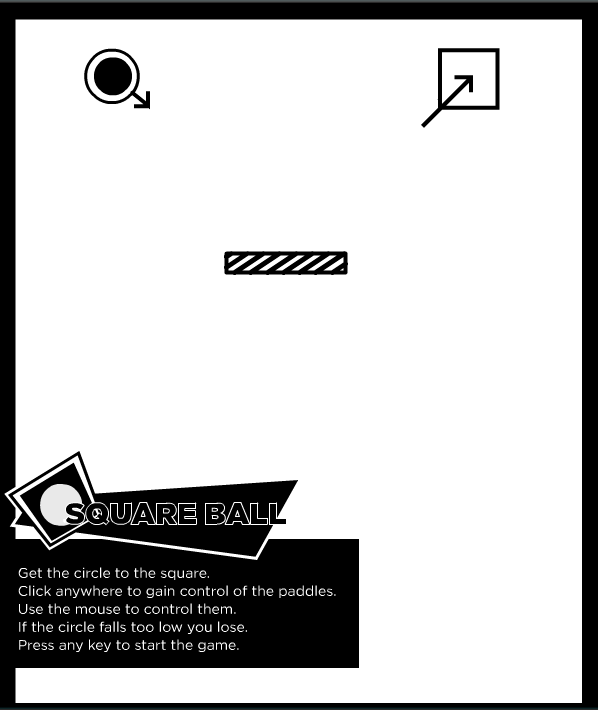 SQUARE BALL
Get the circle to the square.
Click anywhere to gain control of the paddles.
Use the mouse to control them.
If the circle falls too low you lose.
Press any key to start the game.